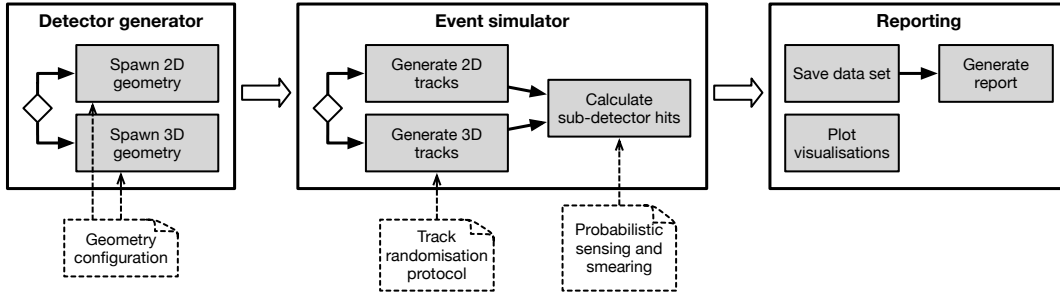 Detector generator
Spawn 2D
geometry
Spawn 3D
geometry
Geometry
configuration
Event simulator
Generate 2D
tracks
Generate 3D
tracks
Calculate
sub-detector hits
Track
randomisation
protocol
Probabilistic
sensing and
smearing
Reporting
Save data set
Generate
report
Plot
visualisations